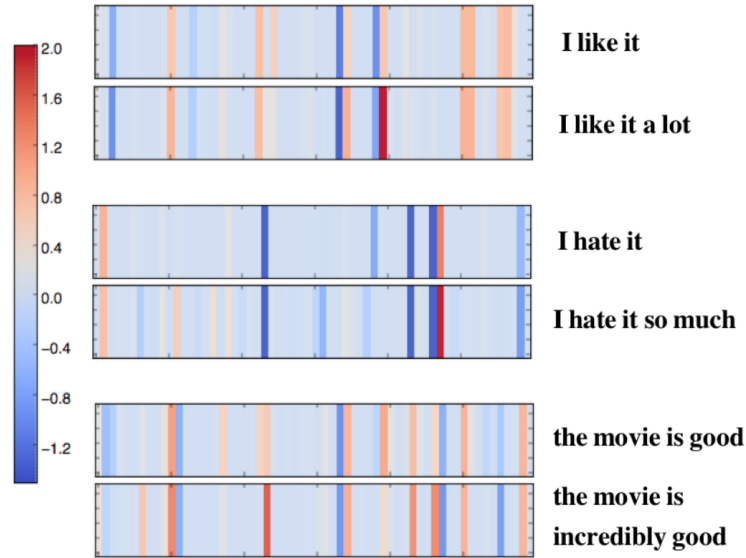 2.0
1.6
1.2
0.8
0.4
0.0
−0.4
−0.8
−1.2
I like it
I like it a lot
I hate it
I hate it so much
the movie is good
the movie is
incredibly good